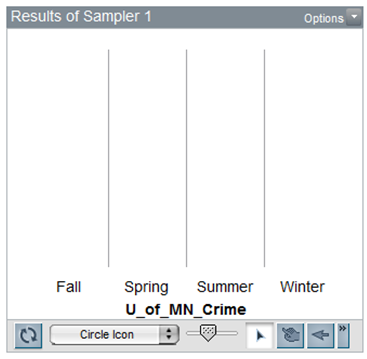 Results of Sampler 1 Options
Fall Spring Summer Winter
U_of_MN_Crime
Circle Icon »